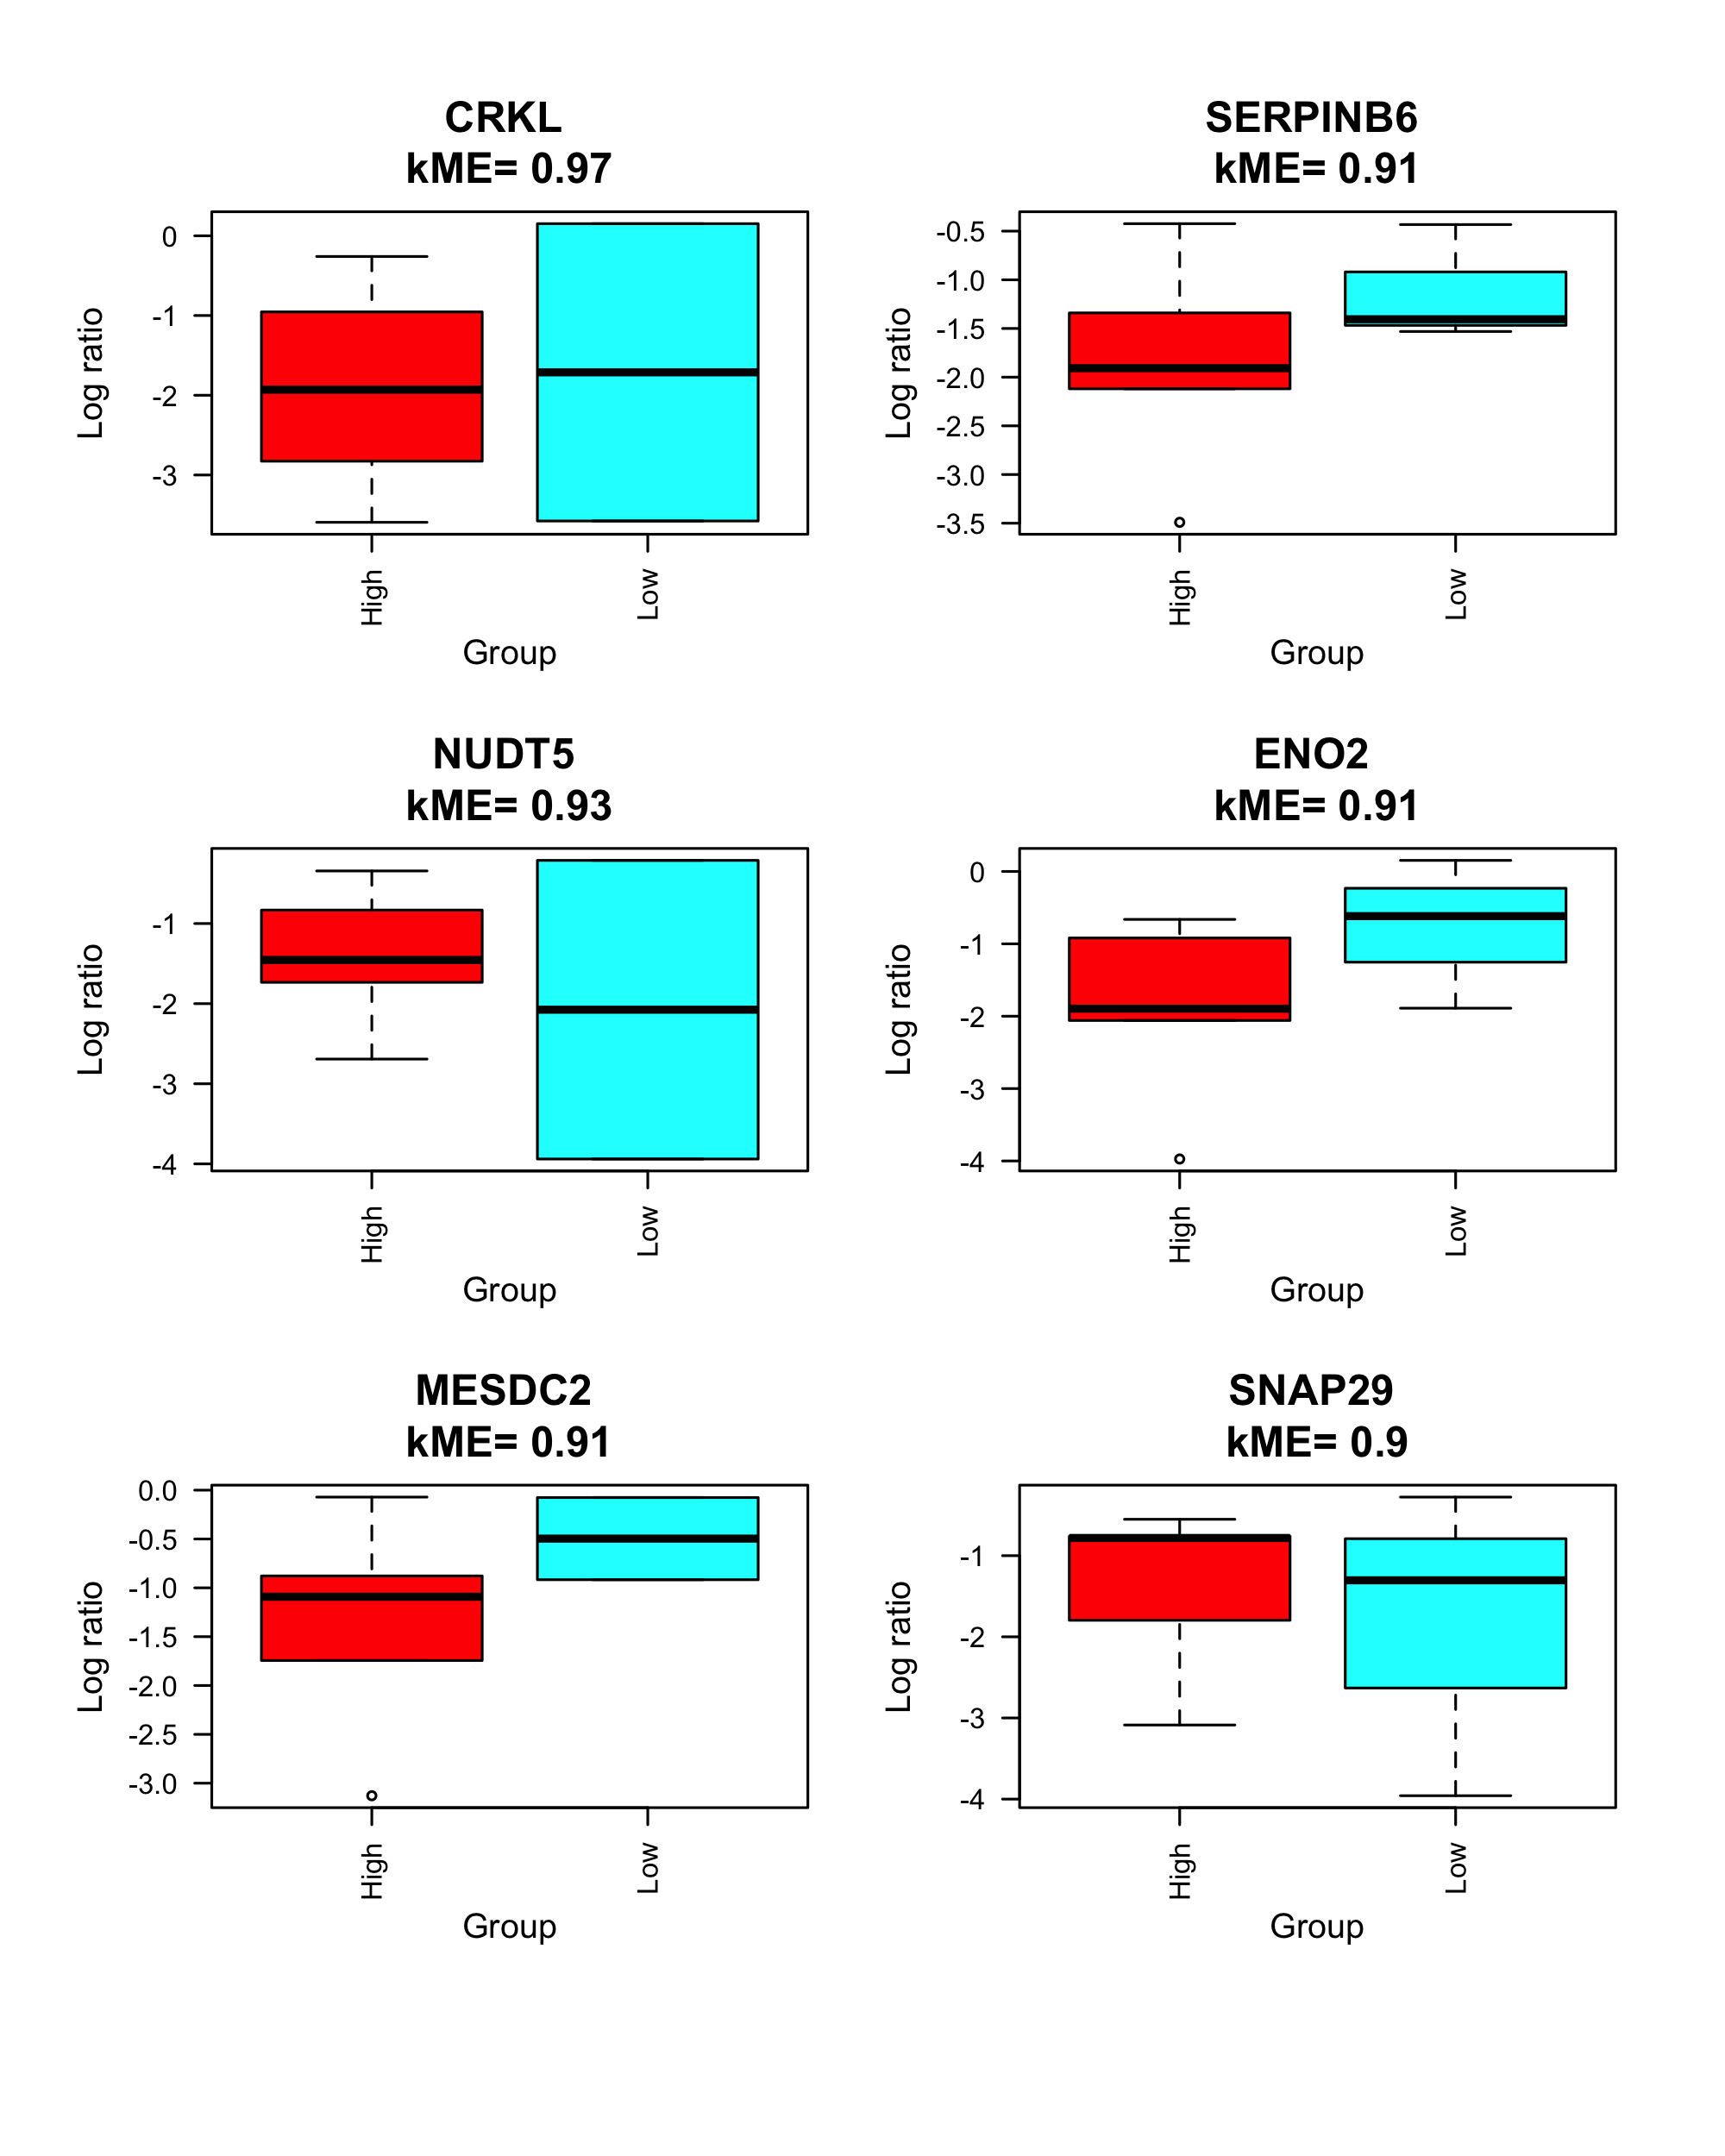 CRKL
kME= 0.97
Log ratio
0
-1
-2
-3
High
Low
Group
SERPINB6
kME= 0.91
Log ratio
-0.5
-1.0
-1.5
-2.0
-2.5
-3.0
-3.5
High
Low
Group
NUDT5
kME= 0.93
Log ratio
-1
-2
-3
-4
High
Low
Group
ENO2
kME= 0.91
Log ratio
0
-1
-2
-3
-4
High
Low
Group
MESDC2
kME= 0.91
Log ratio
0.0
-0.5
-1.0
-1.5
-2.0
-2.5
-3.0
High
Low
Group
SNAP29
kME= 0.9
Log ratio
-1
-2
-3
-4
High
Low
Group